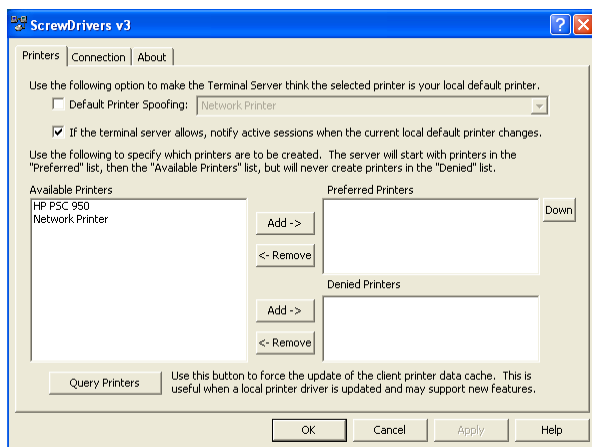 ScrewDrivers v3
Printers Connection About
Use the following option to make the Terminal Server think the selected printer is your local default printer.
Default Printer Spoofing: Network Printer
If the terminal server allows, notify active sessions when the current local default printer changes.
Use the following to specify which printers are to be created. The server will start with printers in the
"Preferred" list, then the "Available Printers" list, but will never create printers in the "Denied" list.
Available Printers
HP PSC 950
Network Printer
Add ->
<- Remove
Preferred Printers
Down
Denied Printers
Add ->
<- Remove
Query Printers
Use this button to force the update of the client printer data cache. This is
useful when a local printer driver is updated and may support new features.
OK Cancel Apply Help